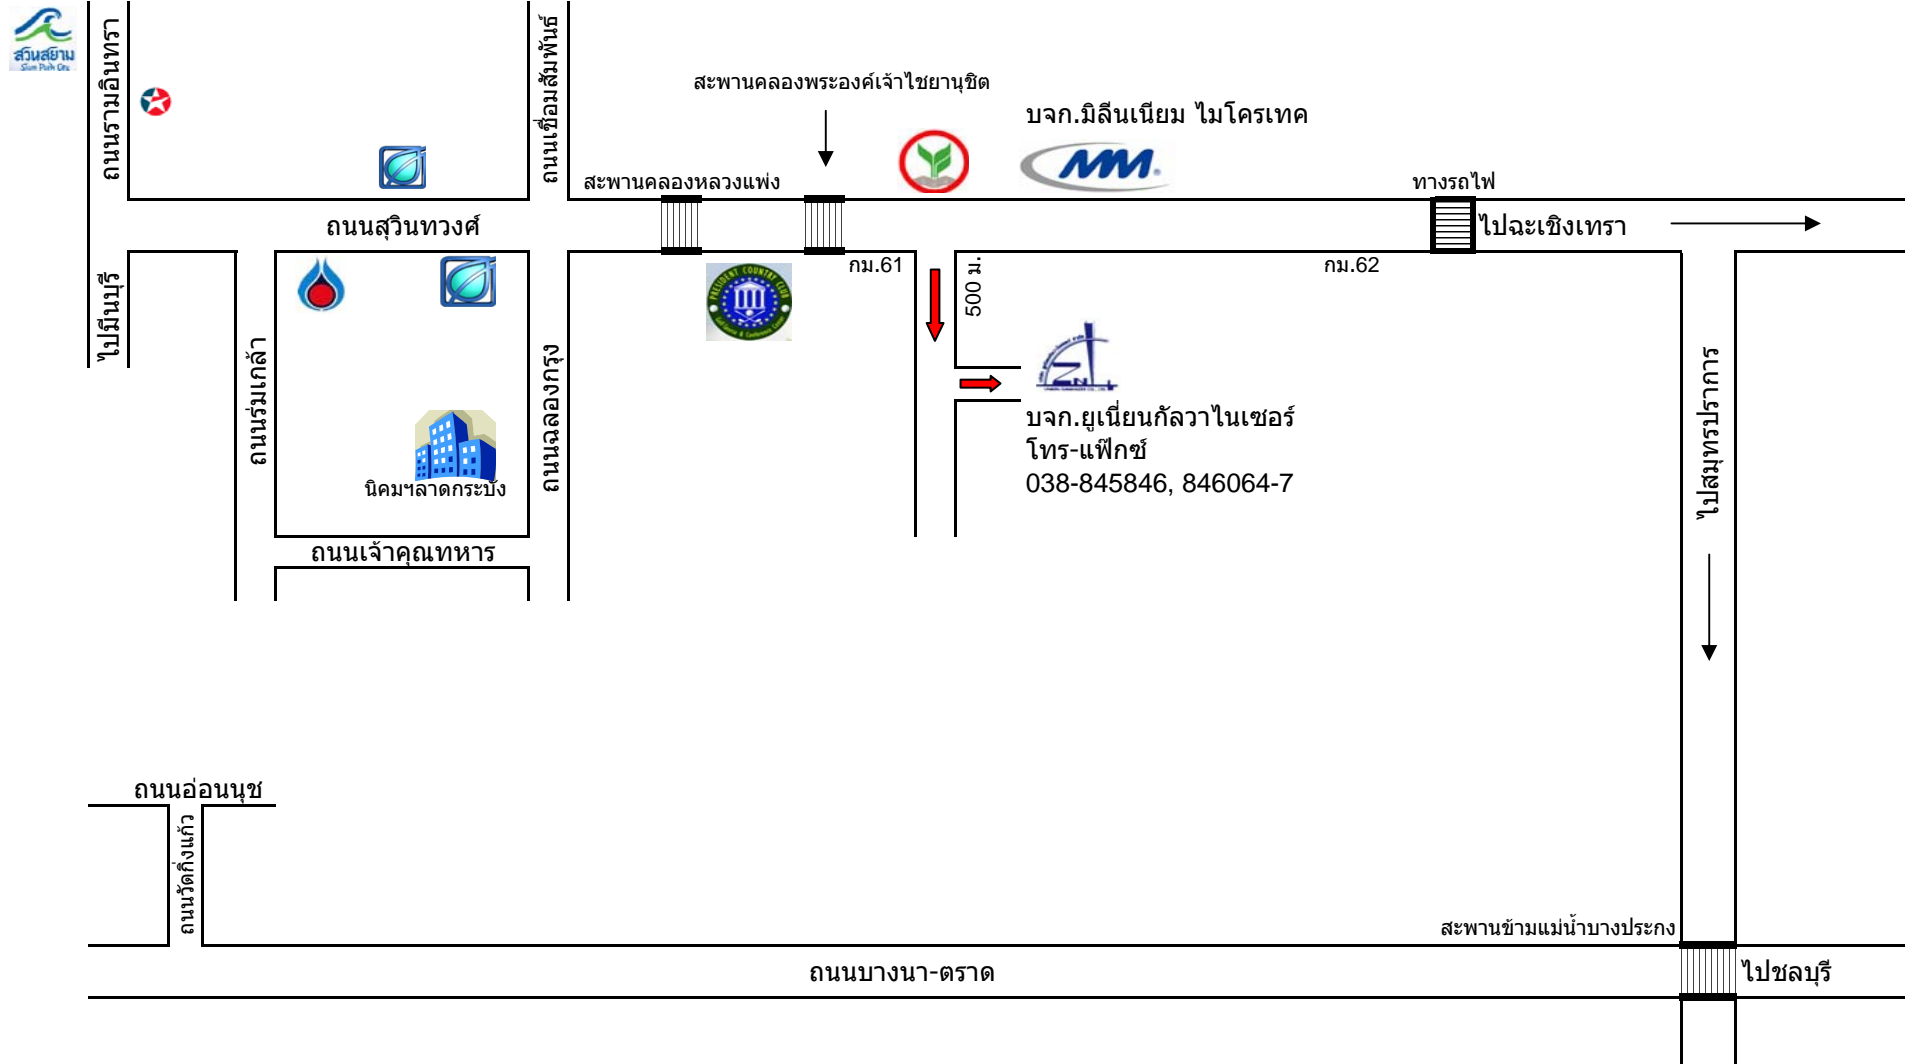 สวนสยาม
Siam Park City
ถนนรามอินทรา
ถนนเชื่อมสัมพันธ์
สะพานคลองพระองค์เจ้าไชยานุชิต
บจก.มิลีนเนียม ไมโครเทค
MM
สะพานคลองหลวงแพ่ง
ทางรถไฟ
ถนนสุวินทวงศ์
ไปฉะเชิงเทรา
กม.61
500 ม.
กม.62
ไปมีนบุรี
PRESIDENT COUNTRY CLUB
ถนนร่มเกล้า
ถนนฉลองกรุง
ZN
บจก.ยูเนี่ยนกัลวาไนเซอร์
โทร-แฟ๊กซ์
038-845846, 846064-7
ไปสมุทรปราการ
นิคมฯลาดกระบัง
ถนนเจ้าคุณทหาร
ถนนอ่อนนุช
ถนนวัดกิ่งแก้ว
สะพานข้ามแม่น้ำบางประกง
ถนนบางนา-ตราด
ไปชลบุรี